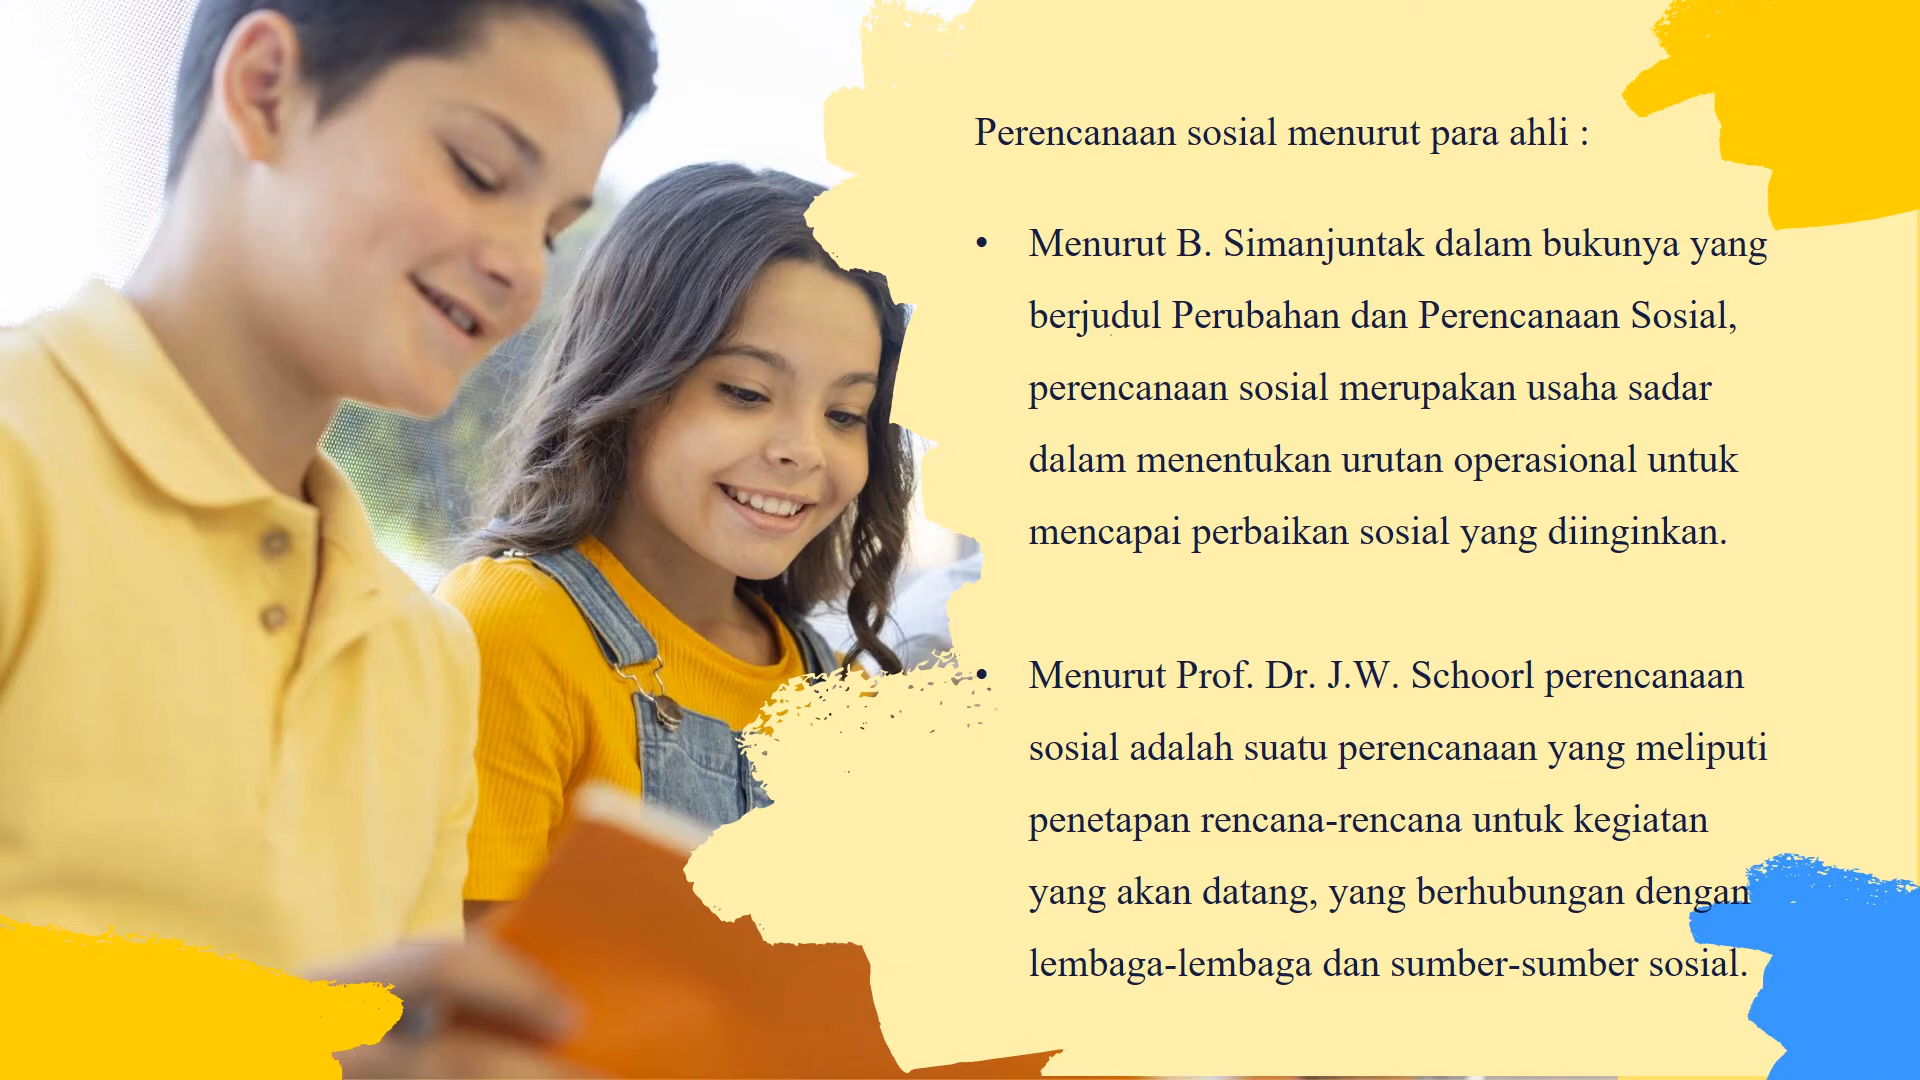 Perencanaan sosial menurut para ahli :
• Menurut B. Simanjuntak dalam bukunya yang
berjudul Perubahan dan Perencanaan Sosial,
perencanaan sosial merupakan usaha sadar
dalam menentukan urutan operasional untuk
mencapai perbaikan sosial yang diinginkan.
• Menurut Prof. Dr. J.W. Schoorl perencanaan
sosial adalah suatu perencanaan yang meliputi
penetapan rencana-rencana untuk kegiatan
yang akan datang, yang berhubungan dengan
lembaga-lembaga dan sumber-sumber sosial.